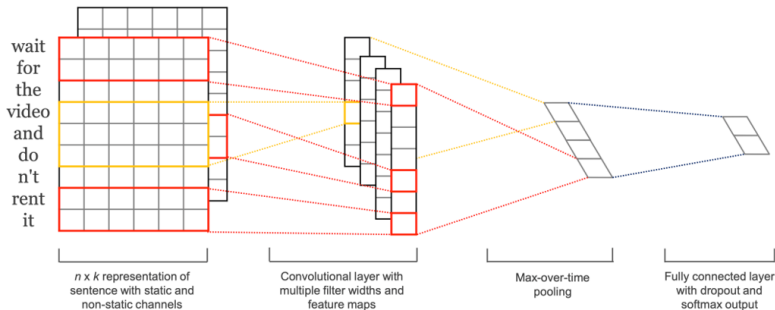 wait
for
the
video
and
do
n't
rent
it
n x k representation of
sentence with static and
non-static channels
Convolutional layer with
multiple filter widths and
feature maps
Max-over-time
pooling
Fully connected layer
with dropout and
softmax output